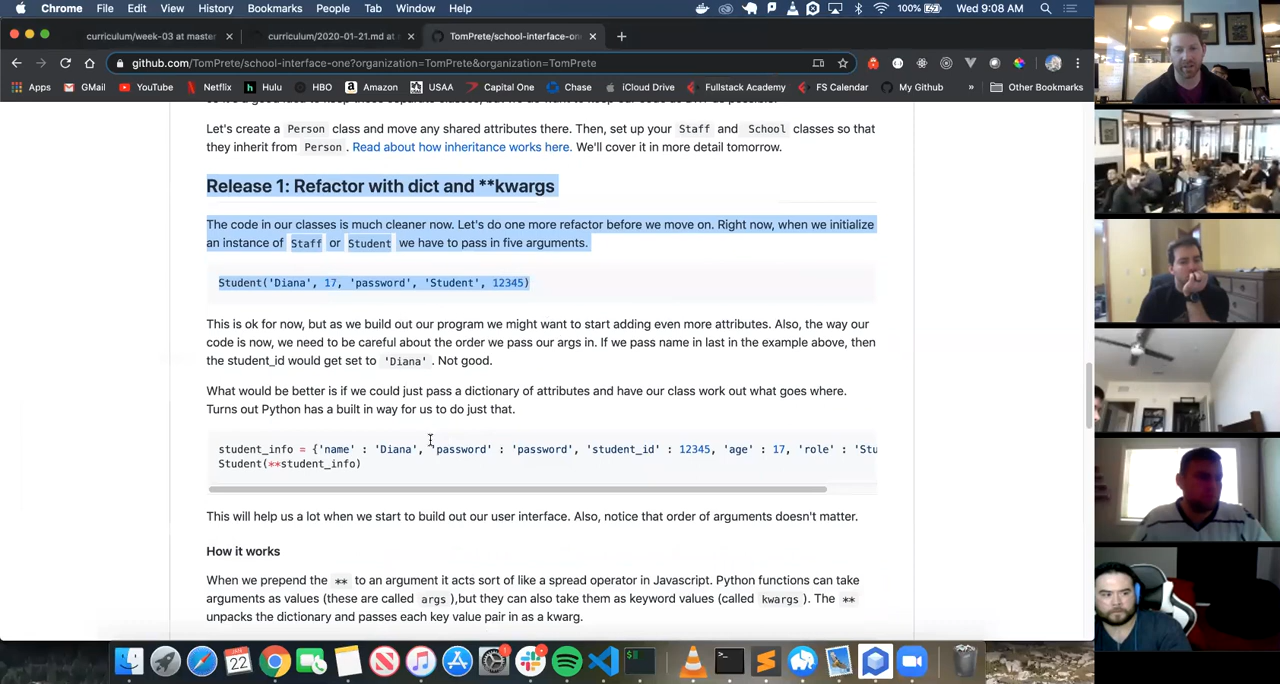 Chrome File Edit View History Bookmarks People Tab Window Help 100% Wed 9:08 AM
curriculum/week-03 at master curriculum/2020-01-21.md at TomPrete/school-interface-on
github.com/TomPrete/school-interface-one?organization=TomPrete&organization=TomPrete
Apps GMail YouTube Netflix Hulu HBO Amazon USAA Capital One Chase iCloud Drive Fullstack Academy FS Calendar My Github » Other Bookmarks
Let's create a Person class and move any shared attributes there. Then, set up your Staff and School classes so that
they inherit from Person . Read about how inheritance works here. We'll cover it in more detail tomorrow.
Release 1: Refactor with dict and **kwargs
The code in our classes is much cleaner now. Let's do one more refactor before we move on. Right now, when we initialize
an instance of Staff or Student we have to pass in five arguments.
Student('Diana', 17, 'password', 'Student', 12345)
This is ok for now, but as we build out our program we might want to start adding even more attributes. Also, the way our
code is now, we need to be careful about the order we pass our args in. If we pass name in last in the example above, then
the student_id would get set to 'Diana' . Not good.
What would be better is if we could just pass a dictionary of attributes and have our class work out what goes where.
Turns out Python has a built in way for us to do just that.
student_info = {'name' : 'Diana', 'password' : 'password', 'student_id' : 12345, 'age' : 17, 'role' : 'Stu
Student(**student_info)
This will help us a lot when we start to build out our user interface. Also, notice that order of arguments doesn't matter.
How it works
When we prepend the ** to an argument it acts sort of like a spread operator in Javascript. Python functions can take
arguments as values (these are called args ),but they can also take them as keyword values (called kwargs ). The **
unpacks the dictionary and passes each key value pair in as a kwarg.
22